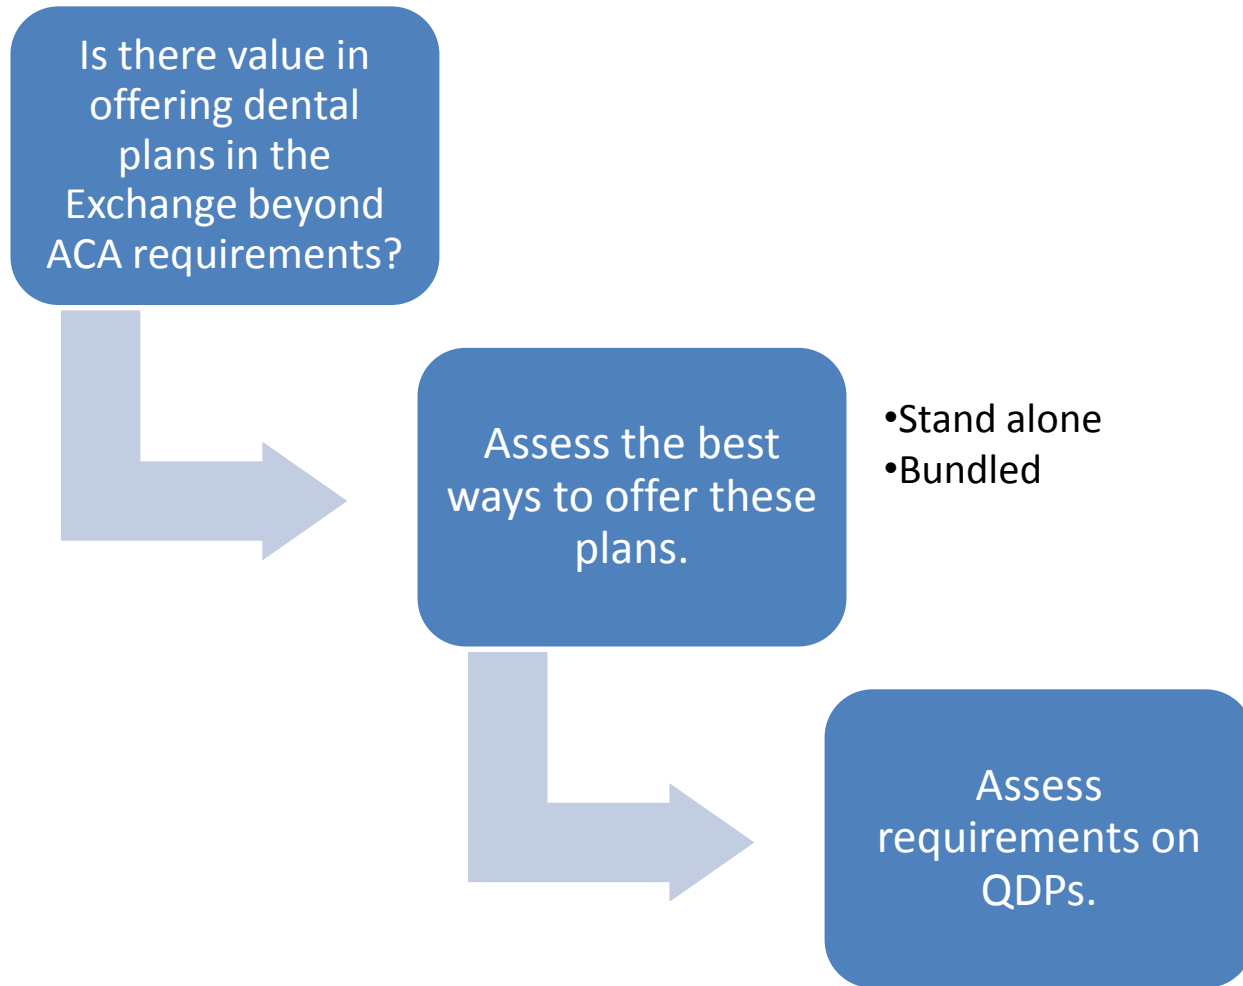 Is there value in
offering dental
plans in the
Exchange beyond
ACA requirements?
Assess the best
ways to offer these
plans.
•Stand alone
•Bundled
Assess
requirements on
QDPs.